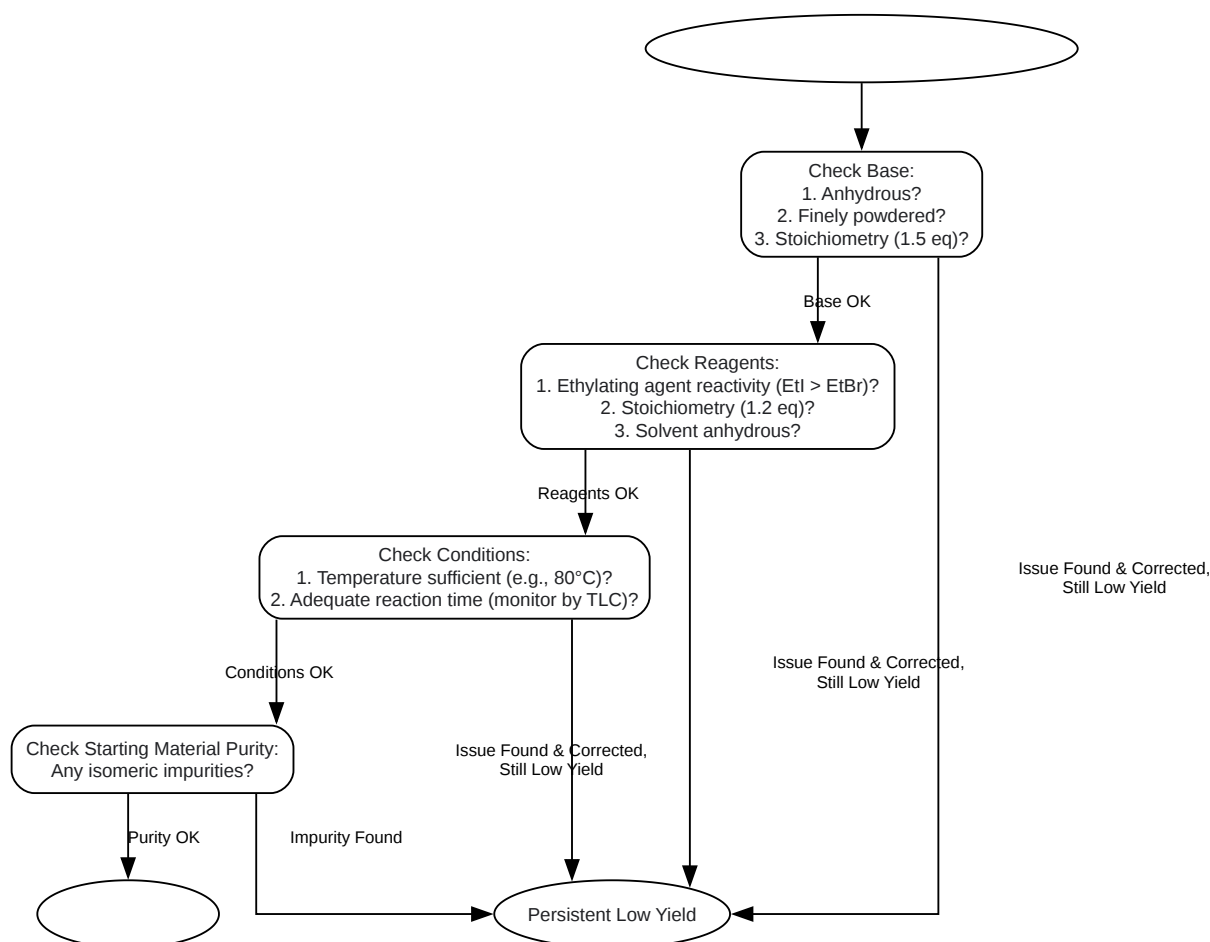 Check Base:
1. Anhydrous?
2. Finely powdered?
3. Stoichiometry (1.5 eq)?
Base OK
Check Reagents:
1. Ethylating agent reactivity (EtI > EtBr)?
2. Stoichiometry (1.2 eq)?
3. Solvent anhydrous?
Reagents OK
Check Conditions:
1. Temperature sufficient (e.g., 80°C)?
2. Adequate reaction time (monitor by TLC)?
Issue Found & Corrected,
Still Low Yield
Conditions OK
Issue Found & Corrected,
Still Low Yield
Check Starting Material Purity:
Any isomeric impurities?
Issue Found & Corrected,
Still Low Yield
Purity OK
Impurity Found
Persistent Low Yield